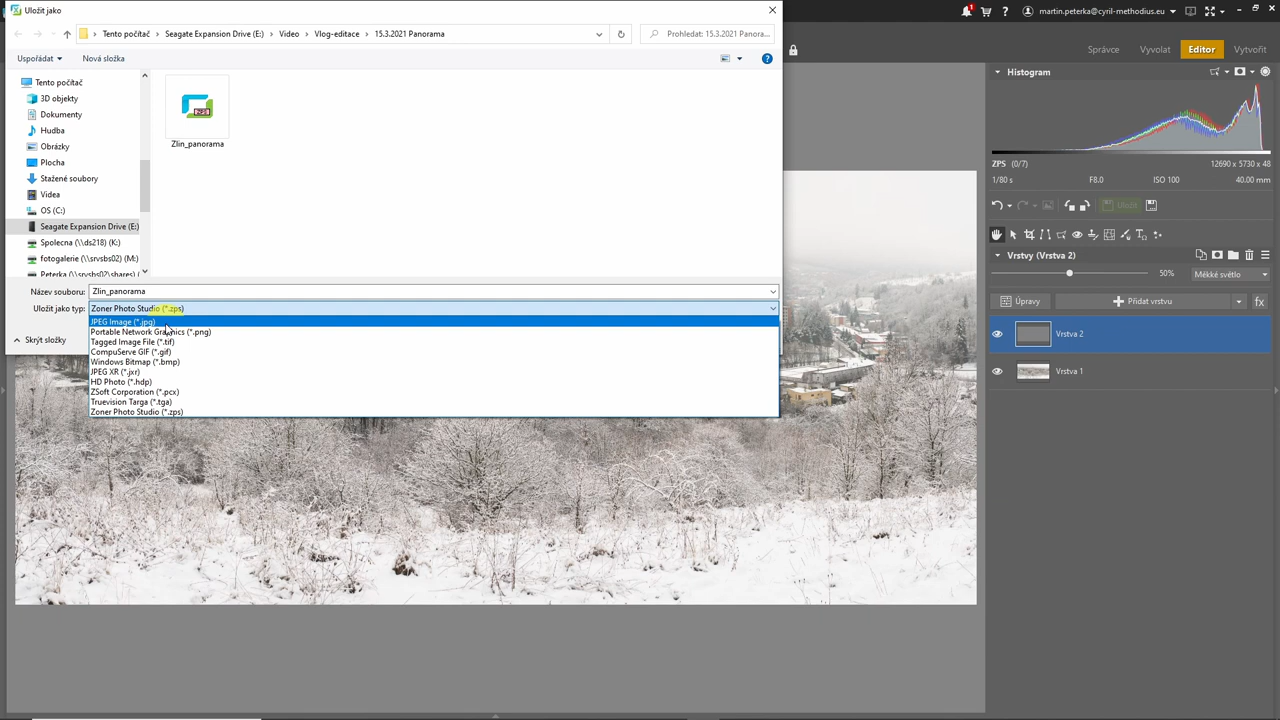 Uložit jako
martin.peterka@cyril-methodius.eu
Tento počítač > Seagate Expansion Drive (E:) > Video > Vlog-editace > 15.3.2021 Panorama
Prohledat: 15.3.2021 Panora...
Správce
Vyvolat
Editor
Vytvořit
Uspořádat
Nová složka
Histogram
Tento počítač
3D objekty
Dokumenty
Hudba
Obrázky
Plocha
Stažené soubory
Videa
OS (C:)
Seagate Expansion Drive (E:)
Spolecna (\\ds218) (K:)
fotogalerie (\\srvsbs02) (M:)
Peterka (\\srvsbs02\shares) (
ZPS
Zlin_panorama
ZPS (0/7)
12690 x 5730 x 48
1/80 s
F8.0
ISO 100
40.00 mm
Uložit
Vrstvy (Vrstva 2)
50%
Měkké světlo
Úpravy
Přidat vrstvu
fx
Vrstva 2
Vrstva 1
Název souboru: Zlin_panorama
Uložit jako typ: Zoner Photo Studio (*.zps)
JPEG Image (*.jpg)
Portable Network Graphics (*.png)
Tagged Image File (*.tif)
CompuServe GIF (*.gif)
Windows Bitmap (*.bmp)
JPEG XR (*.jxr)
HD Photo (*.hdp)
ZSoft Corporation (*.pcx)
Truevision Targa (*.tga)
Zoner Photo Studio (*.zps)
Skrýt složky